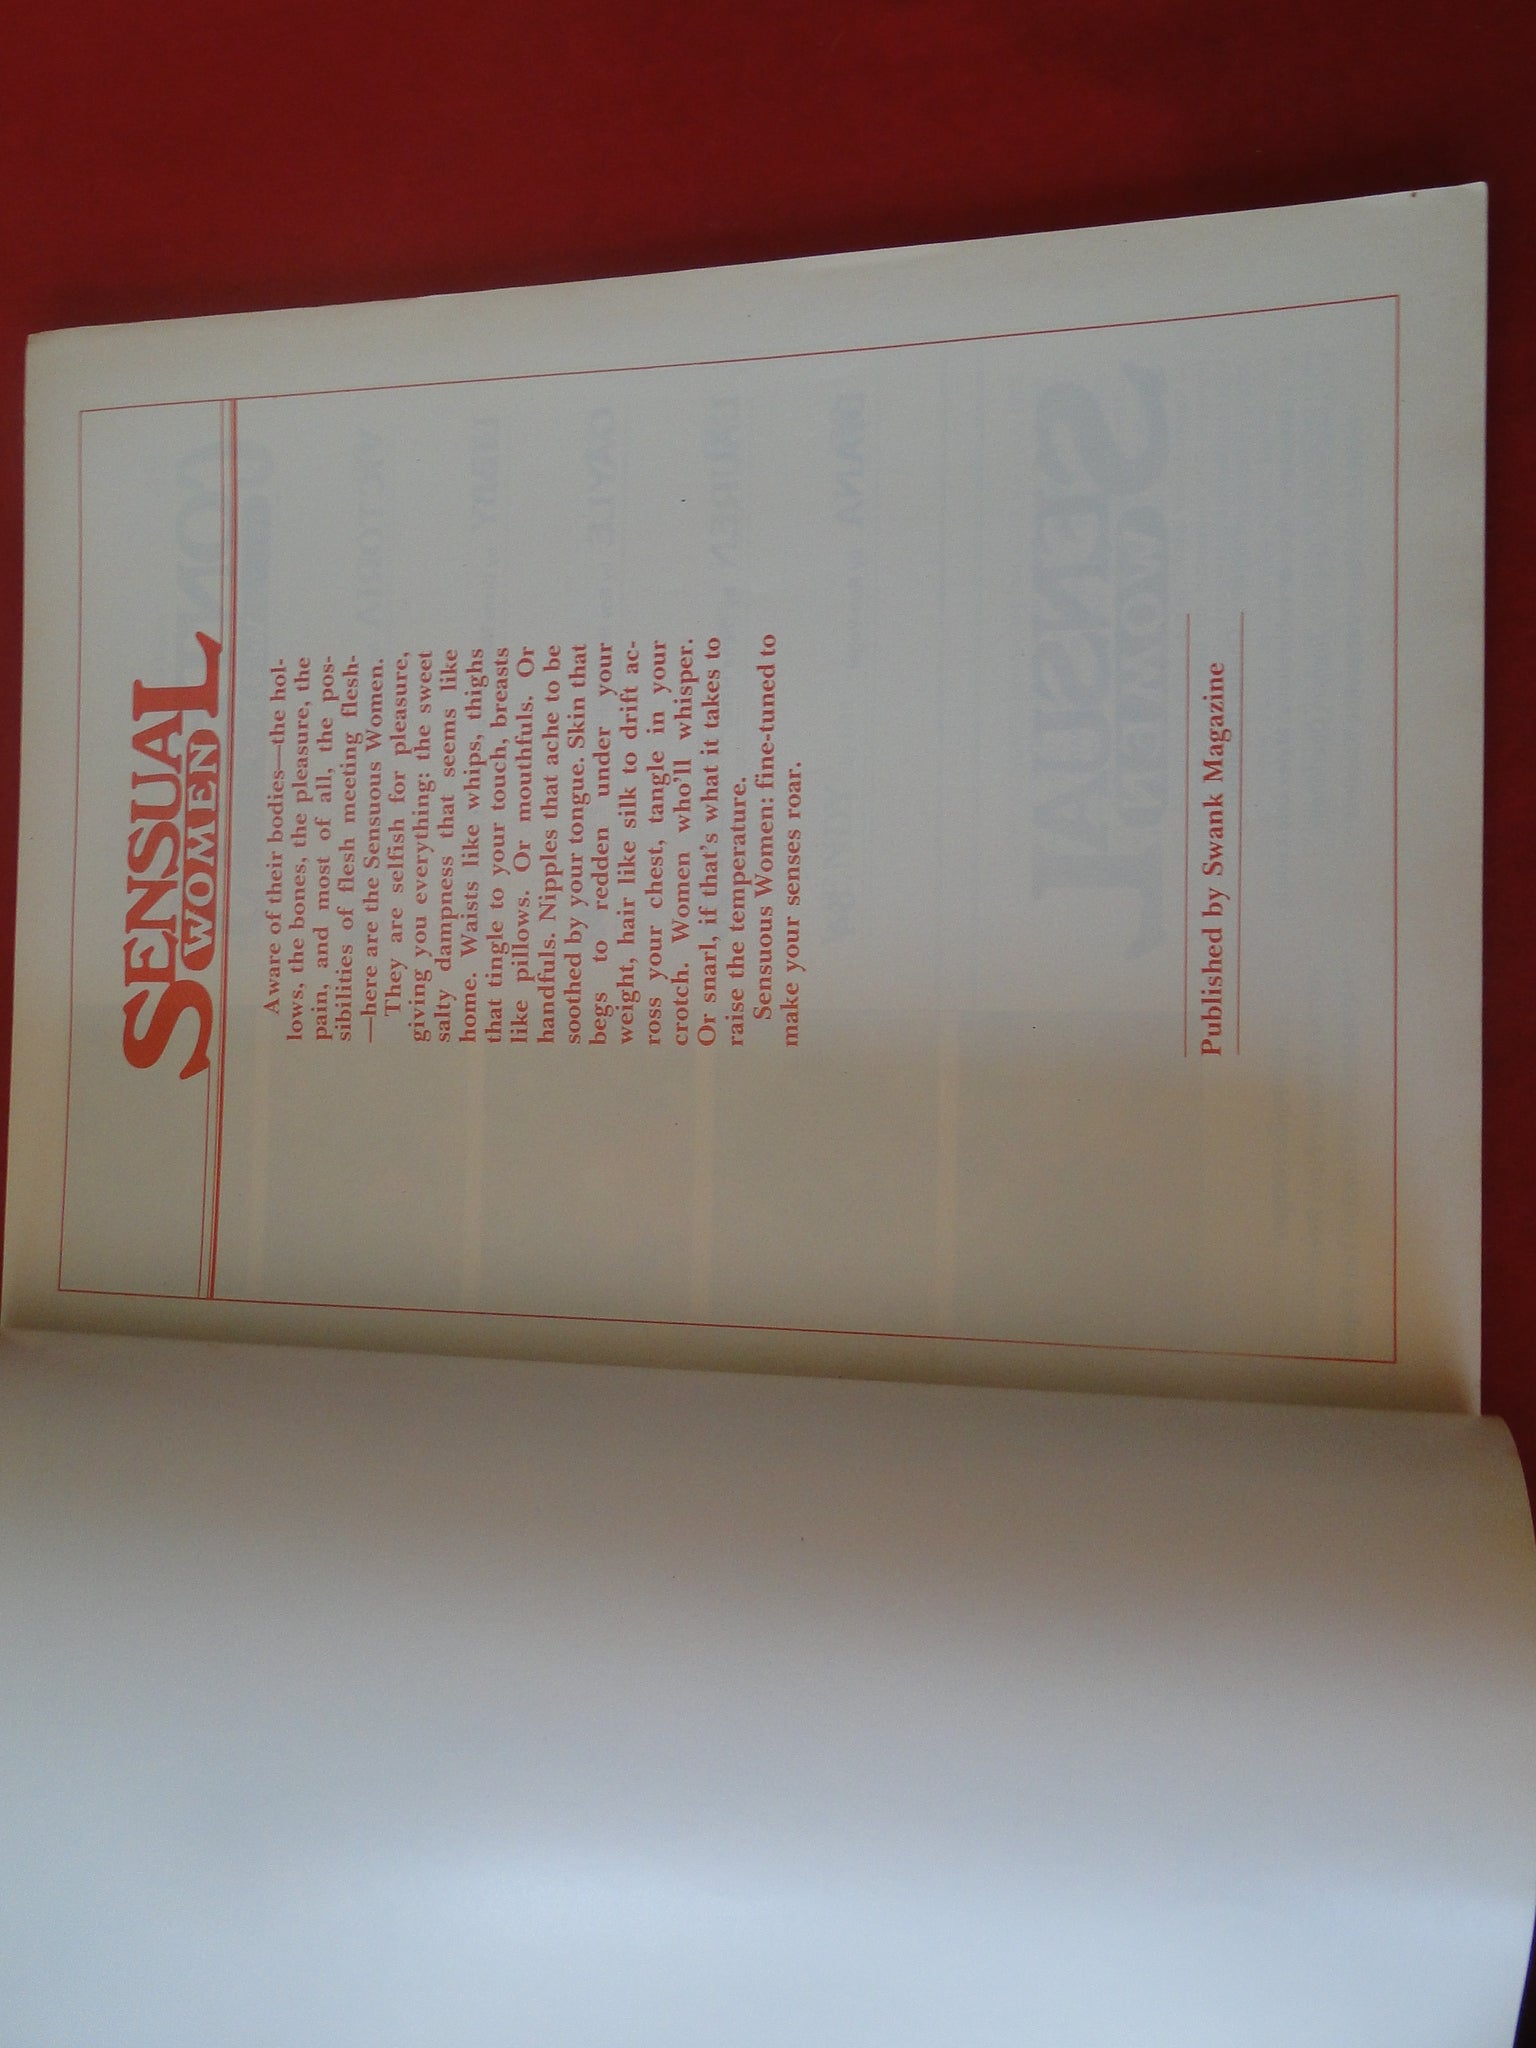 SENSUAL
WOMEN
Aware of their bodies—the hol-
lows, the bones, the pleasure, the
pain, and most of all, the pos-
sibilities of flesh meeting flesh-
—here are the Sensuous Women.
They are selfish for pleasure,
giving you everything: the sweet
salty dampness that seems like
home. Waists like whips, thighs
that tingle to your touch, breasts
like pillows. Or mouthfuls. Or
handfuls. Nipples that ache to be
soothed by your tongue. Skin that
begs to redden under your
weight, hair like silk to drift ac-
ross your chest, tangle in your
crotch. Women who'll whisper.
Or snarl, if that's what it takes to
raise the temperature.
Sensuous Women: fine-tuned to
make your senses roar.
Published by Swank Magazine